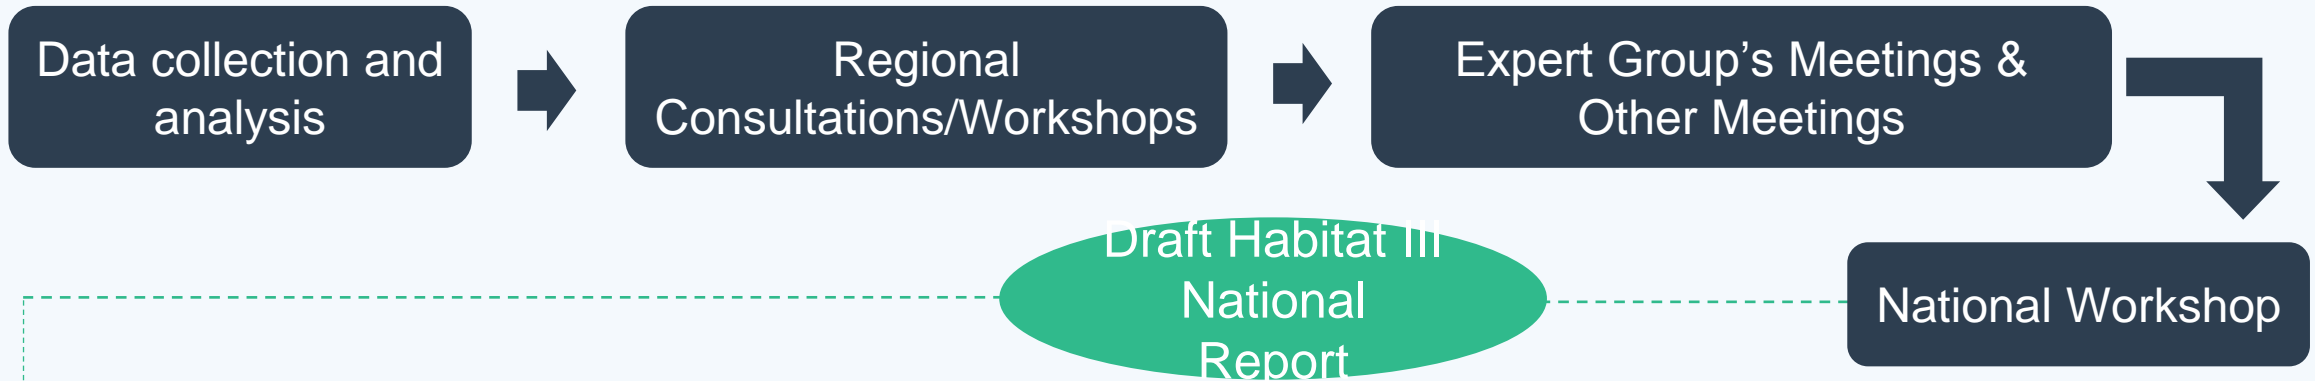 Data collection and
analysis
Regional
Consultations/Workshops
Expert Group’s Meetings &
Other Meetings
National Workshop
Draft Habitat III
National
Report